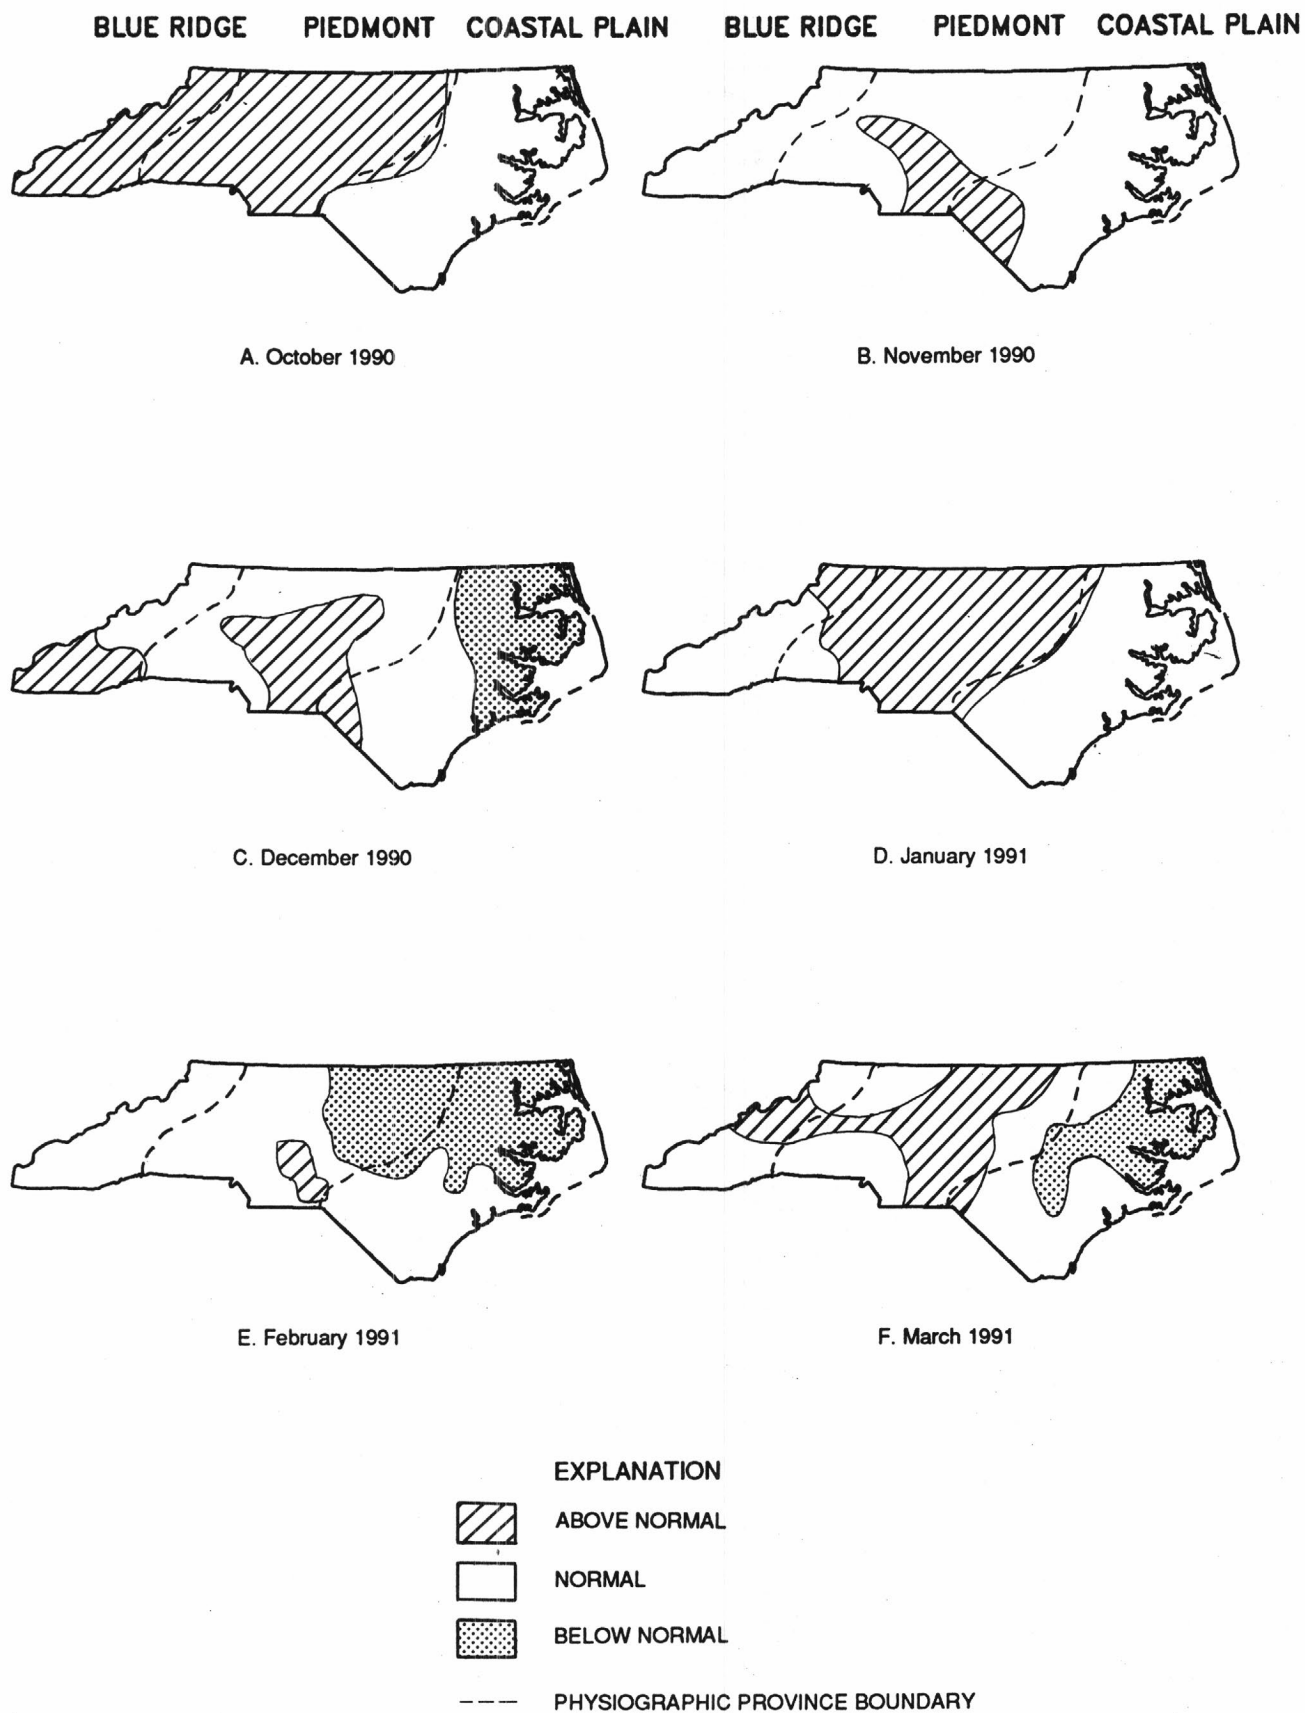 BLUE RIDGE PIEDMONT COASTAL PLAIN BLUE RIDGE PIEDMONT COASTAL PLAIN
A. October 1990 B. November 1990
C. December 1990 D. January 1991
E. February 1991 F. March 1991
EXPLANATION
ABOVE NORMAL
NORMAL
BELOW NORMAL
PHYSIOGRAPHIC PROVINCE BOUNDARY